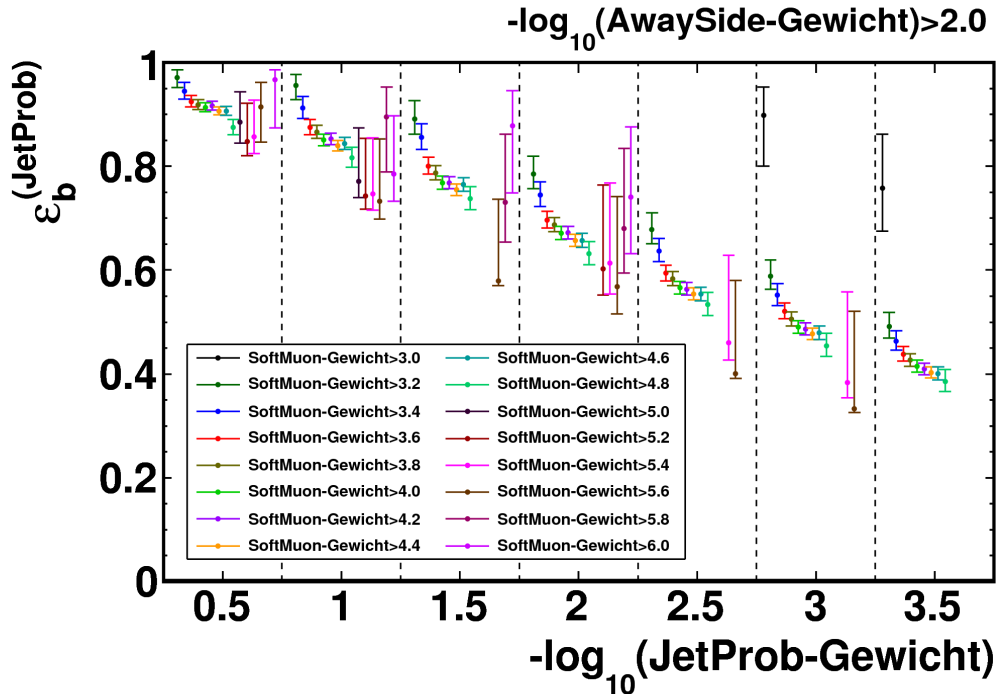 -log10(AwaySide-Gewicht)>2.0
εb(JetProb)
1
0.8
0.6
0.4
0.2
0
SoftMuon-Gewicht>3.0
SoftMuon-Gewicht>3.2
SoftMuon-Gewicht>3.4
SoftMuon-Gewicht>3.6
SoftMuon-Gewicht>3.8
SoftMuon-Gewicht>4.0
SoftMuon-Gewicht>4.2
SoftMuon-Gewicht>4.4
SoftMuon-Gewicht>4.6
SoftMuon-Gewicht>4.8
SoftMuon-Gewicht>5.0
SoftMuon-Gewicht>5.2
SoftMuon-Gewicht>5.4
SoftMuon-Gewicht>5.6
SoftMuon-Gewicht>5.8
SoftMuon-Gewicht>6.0
0.5 1 1.5 2 2.5 3 3.5
-log10(JetProb-Gewicht)